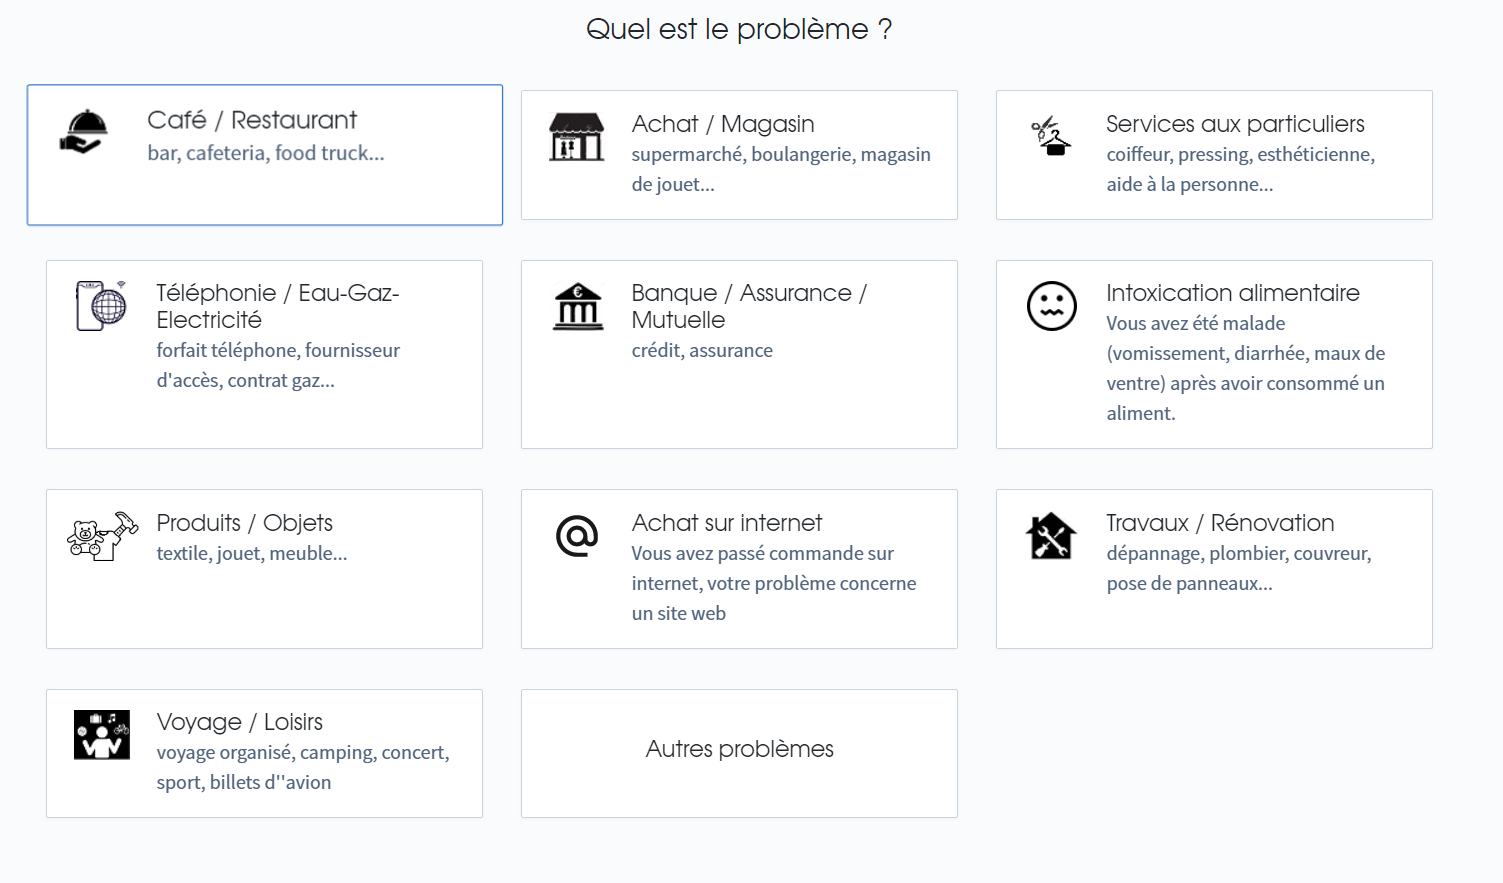 Quel est le problème ?
Café / Restaurant
bar, cafeteria, food truck...
Achat / Magasin
supermarché, boulangerie, magasin
de jouet...
Services aux particuliers
coiffeur, pressing, esthéticienne,
aide à la personne...
Téléphonie / Eau-Gaz-
Electricité
forfait téléphone, fournisseur
d'accès, contrat gaz...
Banque / Assurance /
Mutuelle
crédit, assurance
Intoxication alimentaire
Vous avez été malade
(vomissement, diarrhée, maux de
ventre) après avoir consommé un
aliment.
Produits / Objets
textile, jouet, meuble...
Achat sur internet
Vous avez passé commande sur
internet, votre problème concerne
un site web
Travaux / Rénovation
dépannage, plombier, couvreur,
pose de panneaux...
Voyage / Loisirs
voyage organisé, camping, concert,
sport, billets d''avion
Autres problèmes